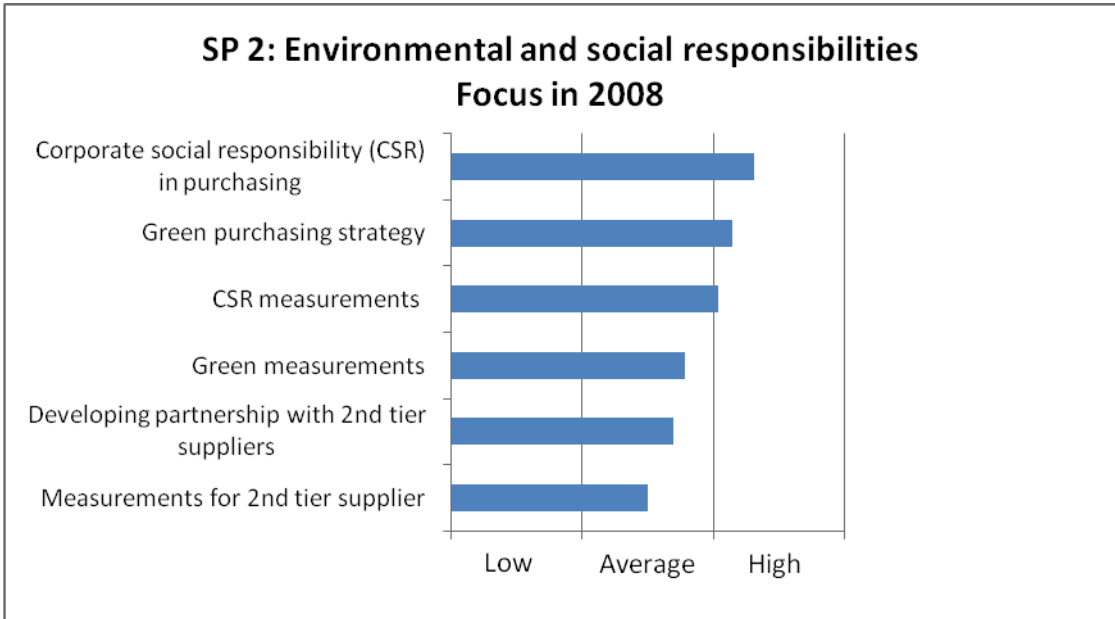 SP 2: Environmental and social responsibilities
Focus in 2008
Corporate social responsibility (CSR)
in purchasing
Green purchasing strategy
CSR measurements
Green measurements
Developing partnership with 2nd tier
suppliers
Measurements for 2nd tier supplier
Low Average High